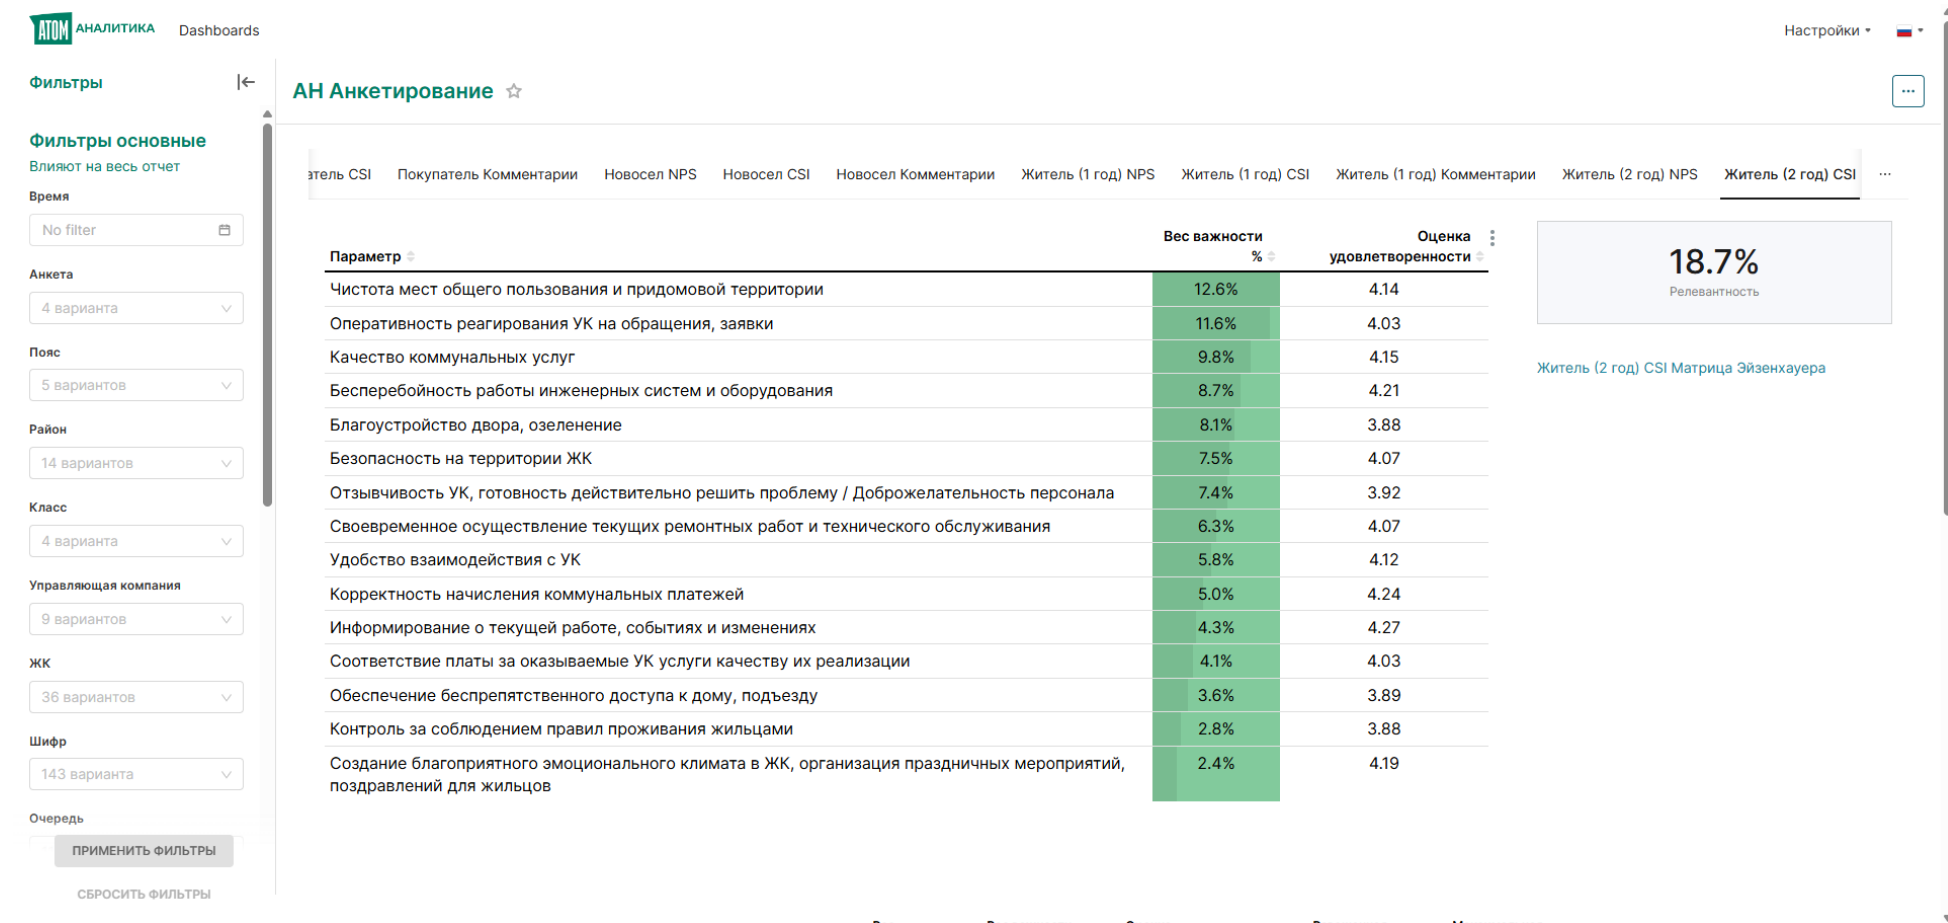 АТОМ АНАЛИТИКА Dashboards Настройки
Фильтры
АН Анкетирование
Фильтры основные
Влияют на весь отчет
Время
No filter
Анкета
4 варианта
Пояс
5 вариантов
Район
14 вариантов
Класс
4 варианта
Управляющая компания
9 вариантов
ЖК
36 вариантов
Шифр
143 варианта
Очередь
ПРИМЕНИТЬ ФИЛЬТРЫ
СБРОСИТЬ ФИЛЬТРЫ
атель CSI Покупатель Комментарии Новосел NPS Новосел CSI Новосел Комментарии Житель (1 год) NPS Житель (1 год) CSI Житель (1 год) Комментарии Житель (2 год) NPS Житель (2 год) CSI ...
Параметр Вес важности % Оценка удовлетворенности
Чистота мест общего пользования и придомовой территории 12.6% 4.14
Оперативность реагирования УК на обращения, заявки 11.6% 4.03
Качество коммунальных услуг 9.8% 4.15
Бесперебойность работы инженерных систем и оборудования 8.7% 4.21
Благоустройство двора, озеленение 8.1% 3.88
Безопасность на территории ЖК 7.5% 4.07
Отзывчивость УК, готовность действительно решить проблему / Доброжелательность персонала 7.4% 3.92
Своевременное осуществление текущих ремонтных работ и технического обслуживания 6.3% 4.07
Удобство взаимодействия с УК 5.8% 4.12
Корректность начисления коммунальных платежей 5.0% 4.24
Информирование о текущей работе, событиях и изменениях 4.3% 4.27
Соответствие платы за оказываемые УК услуги качеству их реализации 4.1% 4.03
Обеспечение беспрепятственного доступа к дому, подъезду 3.6% 3.89
Контроль за соблюдением правил проживания жильцами 2.8% 3.88
Создание благоприятного эмоционального климата в ЖК, организация праздничных мероприятий, 2.4% 4.19
поздравлений для жильцов
18.7%
Релевантность
Житель (2 год) CSI Матрица Эйзенхауера